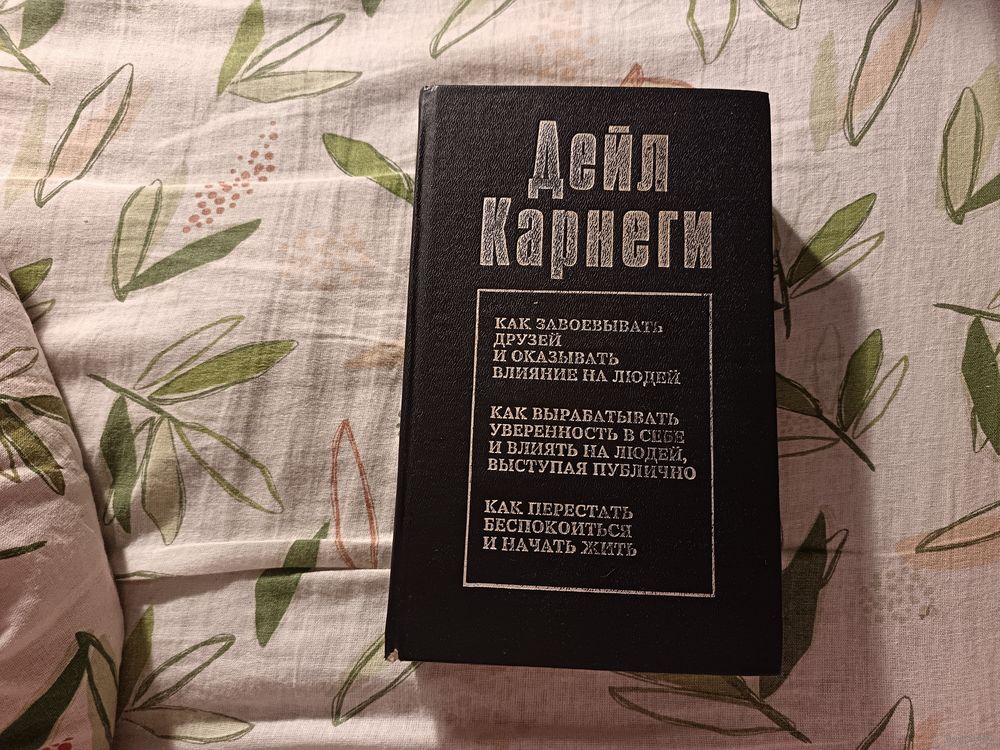 Дейл
Карнеги
КАК ЗАВОЕВЫВАТЬ
ДРУЗЕЙ
И ОКАЗЫВАТЬ
ВЛИЯНИЕ НА ЛЮДЕЙ
КАК ВЫРАБАТЫВАТЬ
УВЕРЕННОСТЬ В СЕБЕ
И ВЛИЯТЬ НА ЛЮДЕЙ,
ВЫСТУПАЯ ПУБЛИЧНО
КАК ПЕРЕСТАТЬ
БЕСПОКОИТЬСЯ
И НАЧАТЬ ЖИТЬ